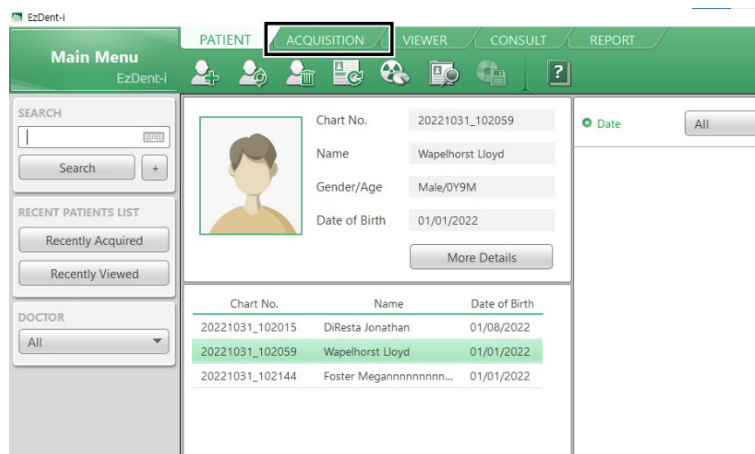 EzDent-i
Main Menu
EzDent-i
PATIENT ACQUISITION VIEWER CONSULT REPORT
?
SEARCH
Search +
RECENT PATIENTS LIST
Recently Acquired
Recently Viewed
DOCTOR
All
Chart No. 20221031_102059
Name Wapelhorst Lloyd
Gender/Age Male/0Y9M
Date of Birth 01/01/2022
More Details
Chart No. Name Date of Birth
20221031_102015 DiResta Jonathan 01/08/2022
20221031_102059 Wapelhorst Lloyd 01/01/2022
20221031_102144 Foster Megannnnnnnnn... 01/01/2022
Date All